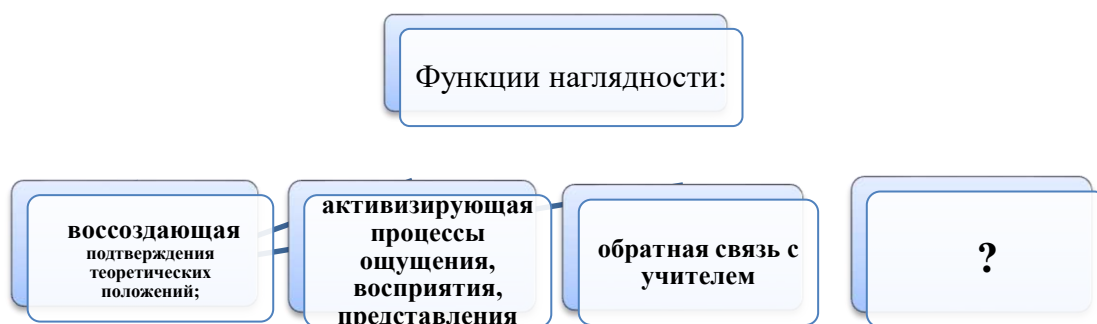 Функции наглядности:
воссоздающая
подтверждения
теоретических
положений;
активизирующая
процессы
ощущения,
восприятия,
представления
обратная связь с
учителем
?